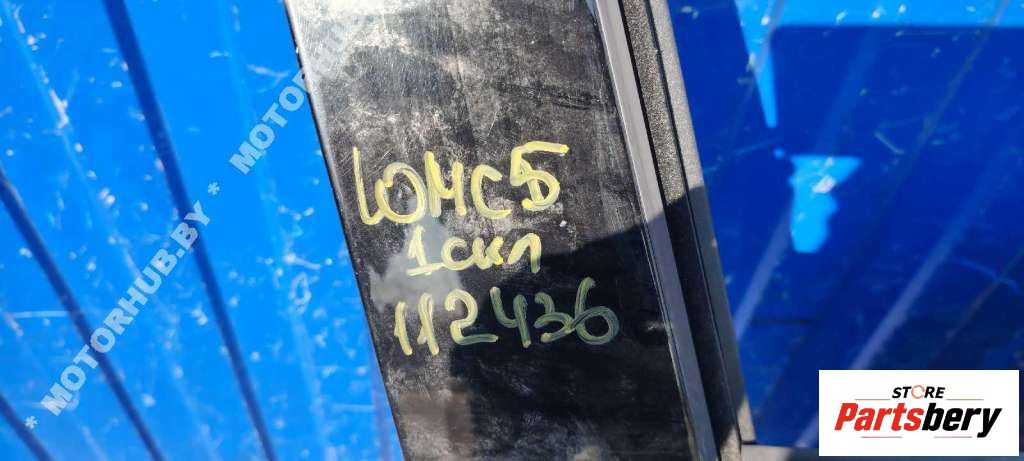 * MOTORHUB.BY * MOTORHUB
ЮМС5
1скл
112436
STORE
Partsbery